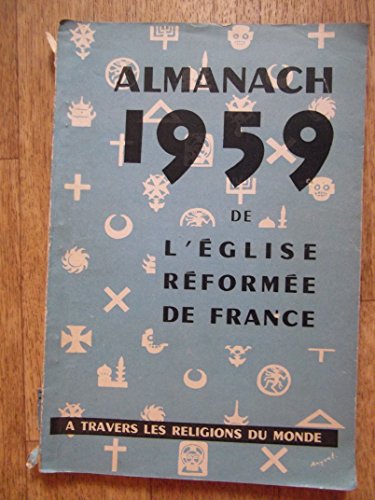 ALMANACH
1959
DE
L'ÉGLISE
RÉFORMÉE
DE FRANCE
A TRAVERS LES RELIGIONS DU MONDE